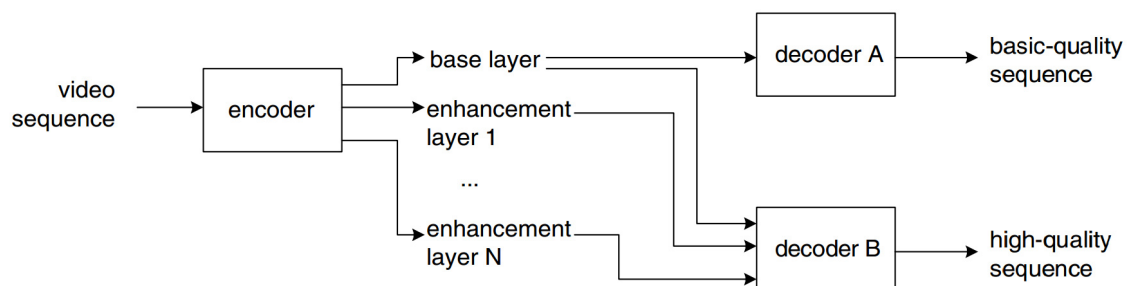 video
sequence
encoder
base layer
enhancement
layer 1
...
enhancement
layer N
decoder A
basic-quality
sequence
decoder B
high-quality
sequence